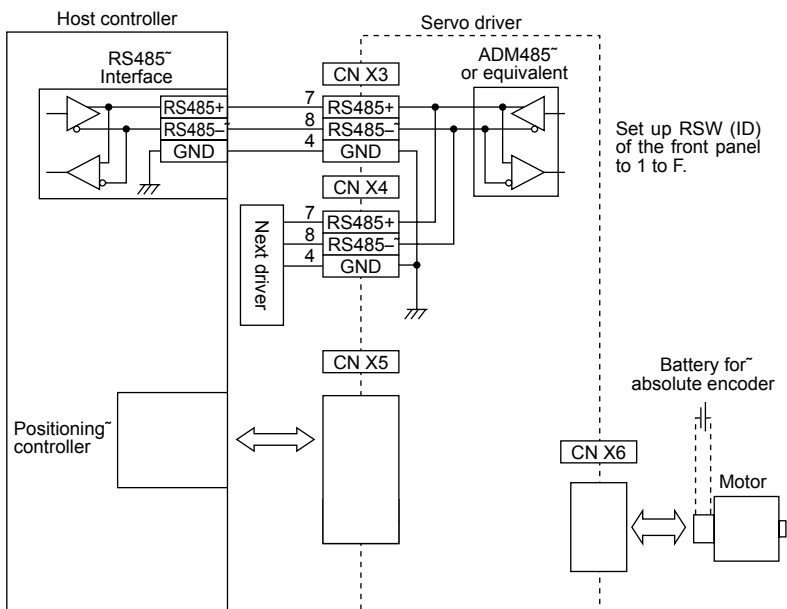 Host controller
Servo driver
RS485˜
Interface
CN X3
ADM485˜
or equivalent
RS485+
7
RS485+
RS485–˜
8
RS485–˜
GND
4
GND
Set up RSW (ID)
of the front panel
to 1 to F.
CN X4
Next driver
7
RS485+
8
RS485–˜
4
GND
CN X5
Positioning˜
controller
Battery for˜
absolute encoder
CN X6
Motor